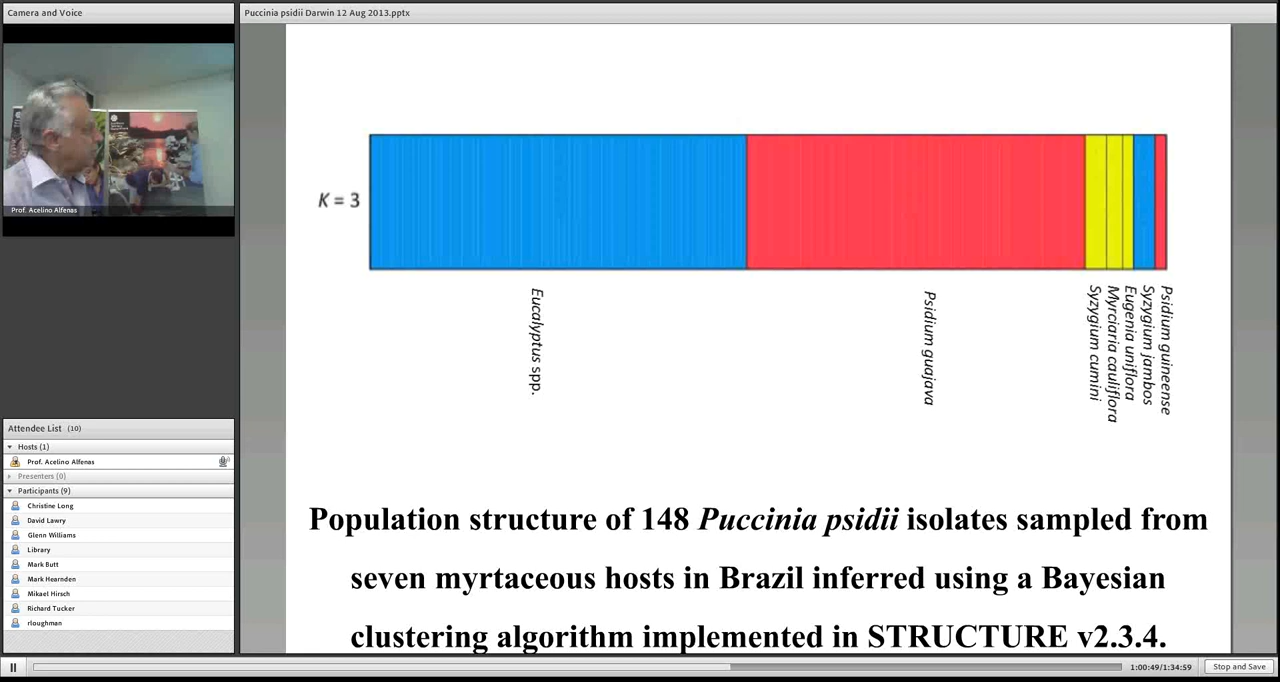 Camera and Voice
Puccinia psidii Darwin 12 Aug 2013.pptx
Prof. Acelino Alfenas
K = 3
Eucalyptus spp.
Psidium guajava
Syzygium cumini
Myrciaria cauliflora
Eugenia uniflora
Syzygium jambos
Psidium guineense
Population structure of 148 Puccinia psidii isolates sampled from
seven myrtaceous hosts in Brazil inferred using a Bayesian
clustering algorithm implemented in STRUCTURE v2.3.4.
Attendee List (10)
Hosts (1)
Prof. Acelino Alfenas
Presenters (0)
Participants (9)
Christine Long
David Lawry
Glenn Williams
Library
Mark Butt
Mark Hearnden
Mikael Hirsch
Richard Tucker
rloughman
1:00:49/1:34:59
Stop and Save